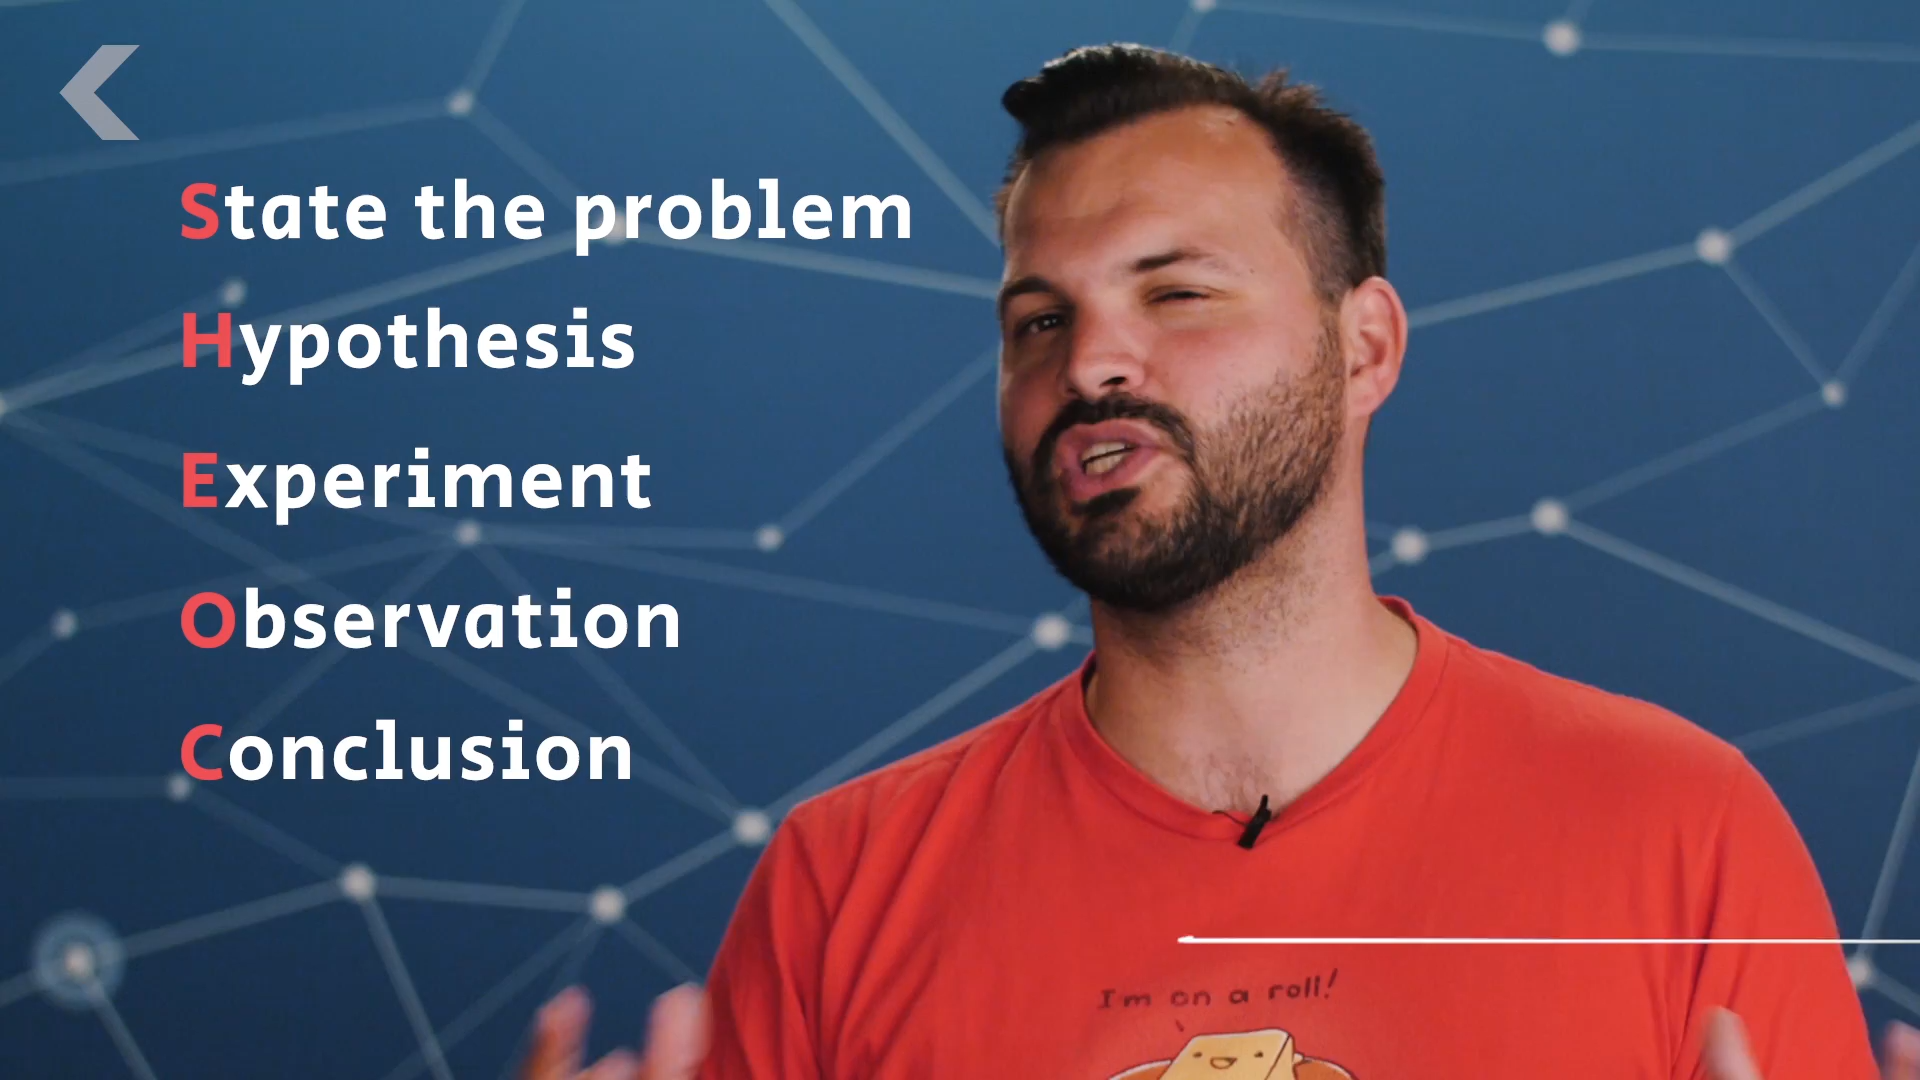 State the problem
Hypothesis
Experiment
Observation
Conclusion
I'm on a roll!